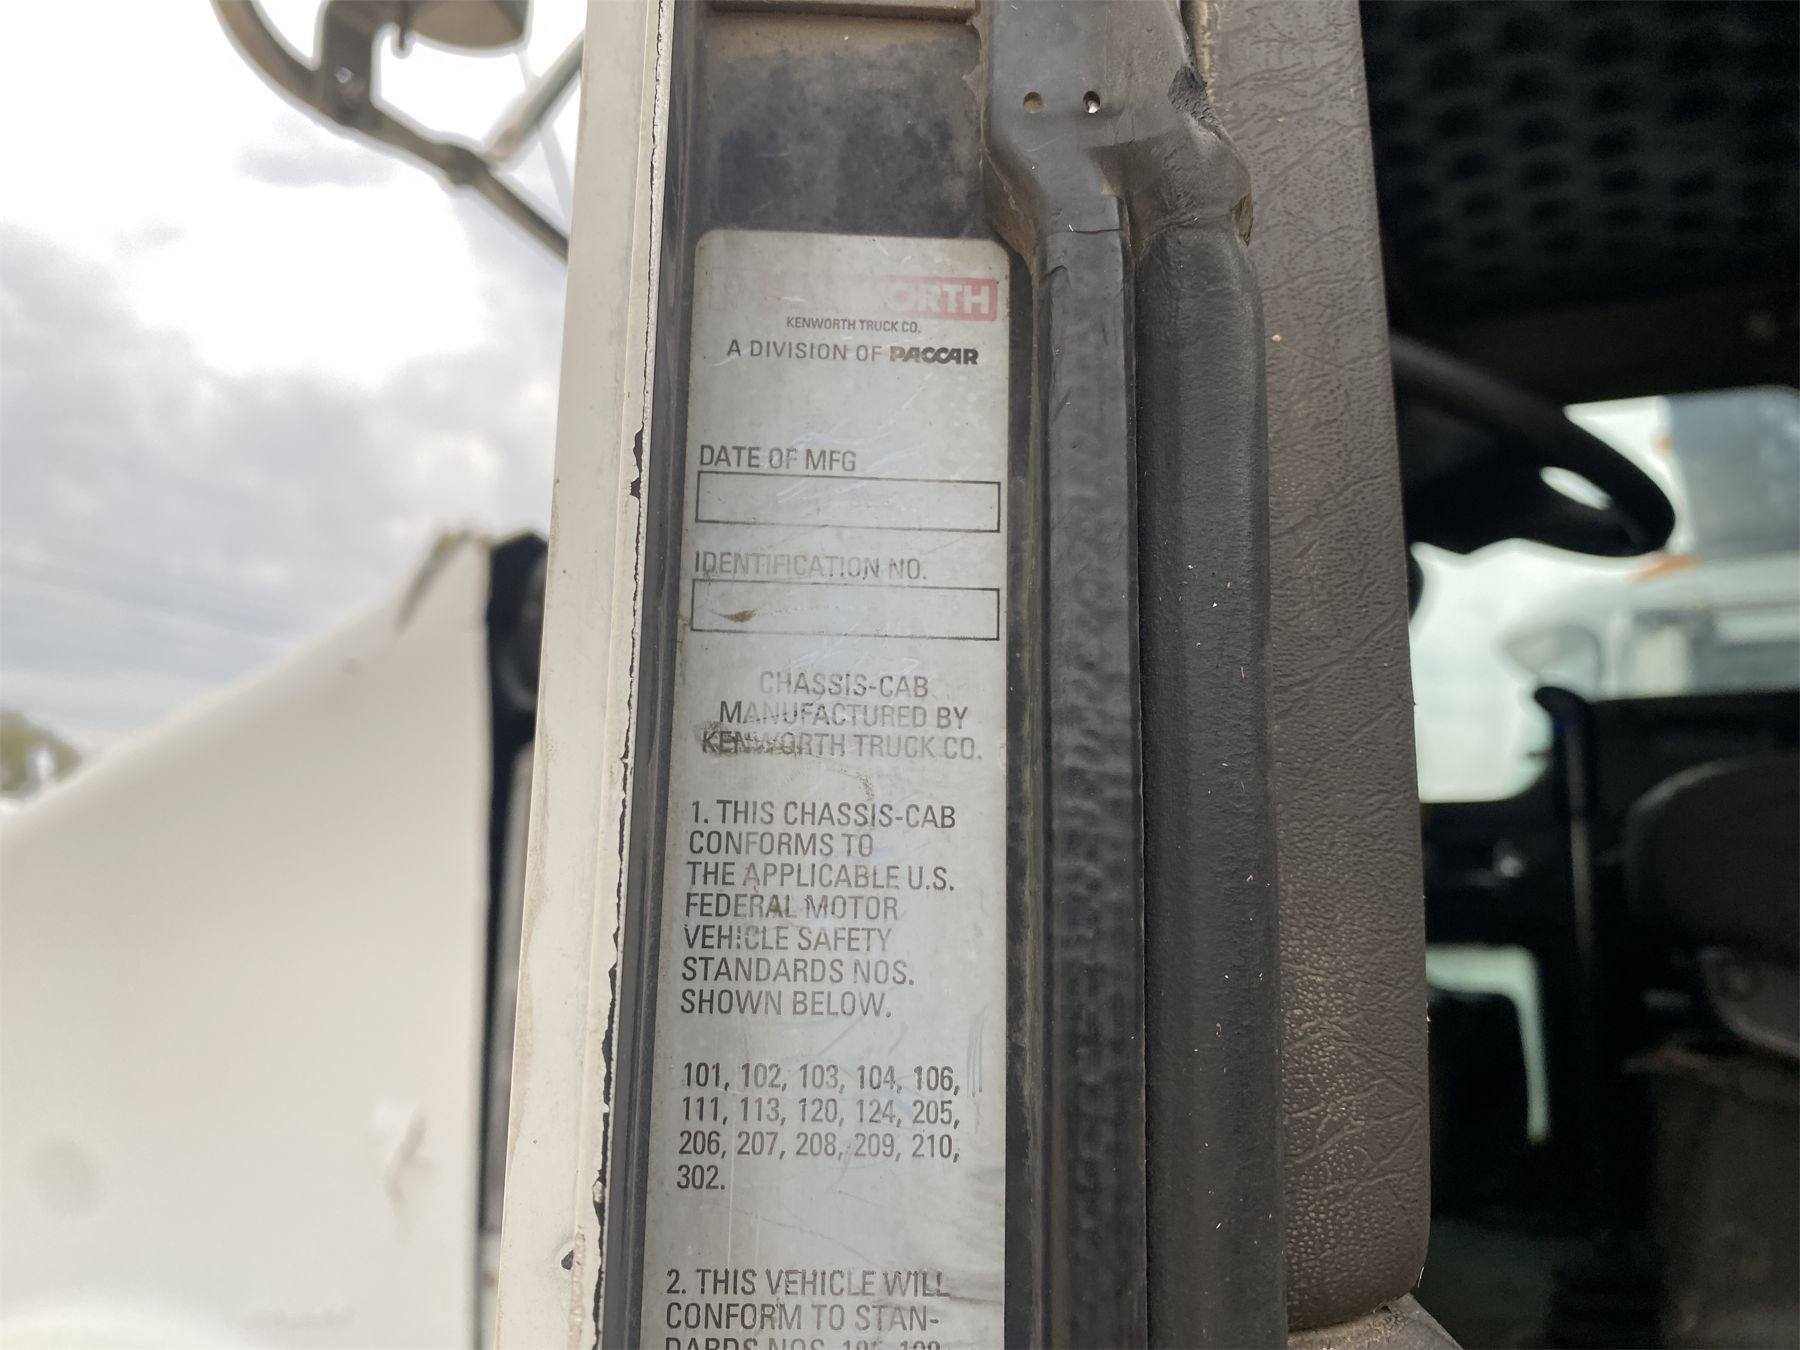 KENWORTH
KENWORTH TRUCK CO.
A DIVISION OF PACCAR
DATE OF MFG
IDENTIFICATION NO.
CHASSIS-CAB
MANUFACTURED BY
KENWORTH TRUCK CO.
1. THIS CHASSIS-CAB
CONFORMS TO
THE APPLICABLE U.S.
FEDERAL MOTOR
VEHICLE SAFETY
STANDARDS NOS.
SHOWN BELOW.
101, 102, 103, 104, 106,
111, 113, 120, 124, 205,
206, 207, 208, 209, 210,
302.
2. THIS VEHICLE WILL
CONFORM TO STAN-
DARDS NOS.